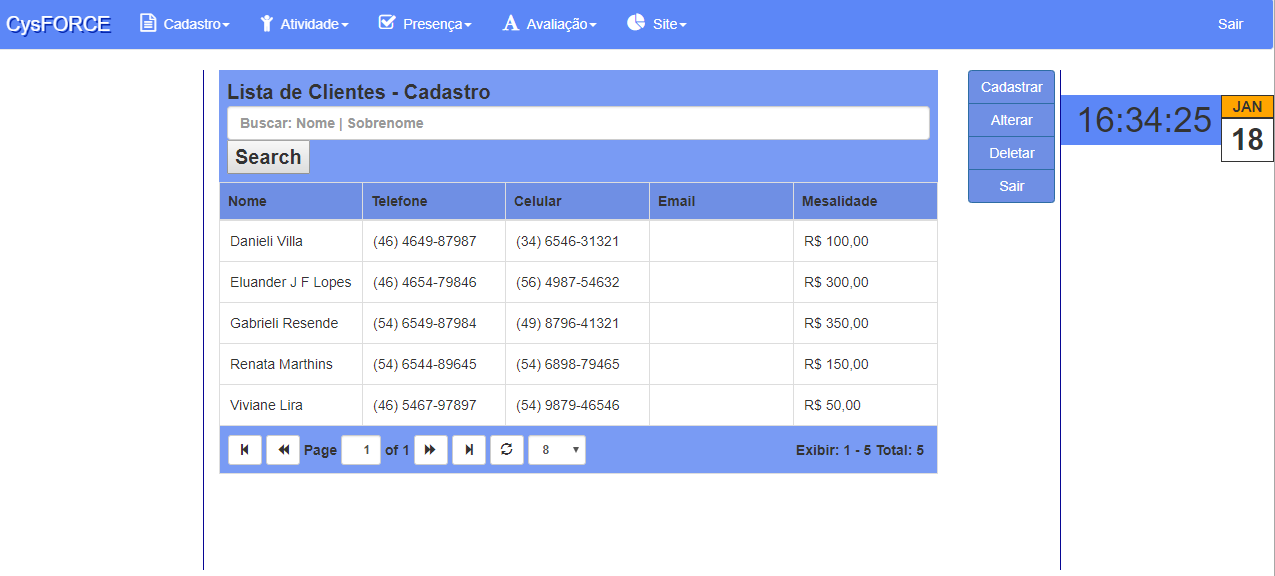 CysFORCE Cadastro Atividade Presença Avaliação Site Sair
Lista de Clientes - Cadastro
Buscar: Nome | Sobrenome
Search
Nome Telefone Celular Email Mesalidade
Danieli Villa (46) 4649-87987 (34) 6546-31321 R$ 100,00
Eluander J F Lopes (46) 4654-79846 (56) 4987-54632 R$ 300,00
Gabrieli Resende (54) 6549-87984 (49) 8796-41321 R$ 350,00
Renata Marthins (54) 6544-89645 (54) 6898-79465 R$ 150,00
Viviane Lira (46) 5467-97897 (54) 9879-46546 R$ 50,00
Page 1 of 1 8 Exibir: 1 - 5 Total: 5
Cadastrar
Alterar
Deletar
Sair
16:34:25
JAN
18